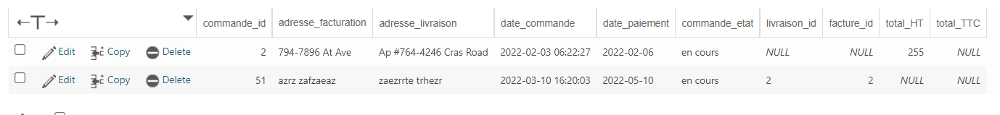 commande_id adresse_facturation adresse_livraison date_commande date_paiement commande_etat livraison_id facture_id total_HT total_TTC
Edit Copy Delete 2 794-7896 At Ave Ap #764-4246 Cras Road 2022-02-03 06:22:27 2022-02-06 en cours NULL NULL 255 NULL
Edit Copy Delete 51 azrz zafzaeaz zaezrrte trhezr 2022-03-10 16:20:03 2022-05-10 en cours 2 2 NULL NULL